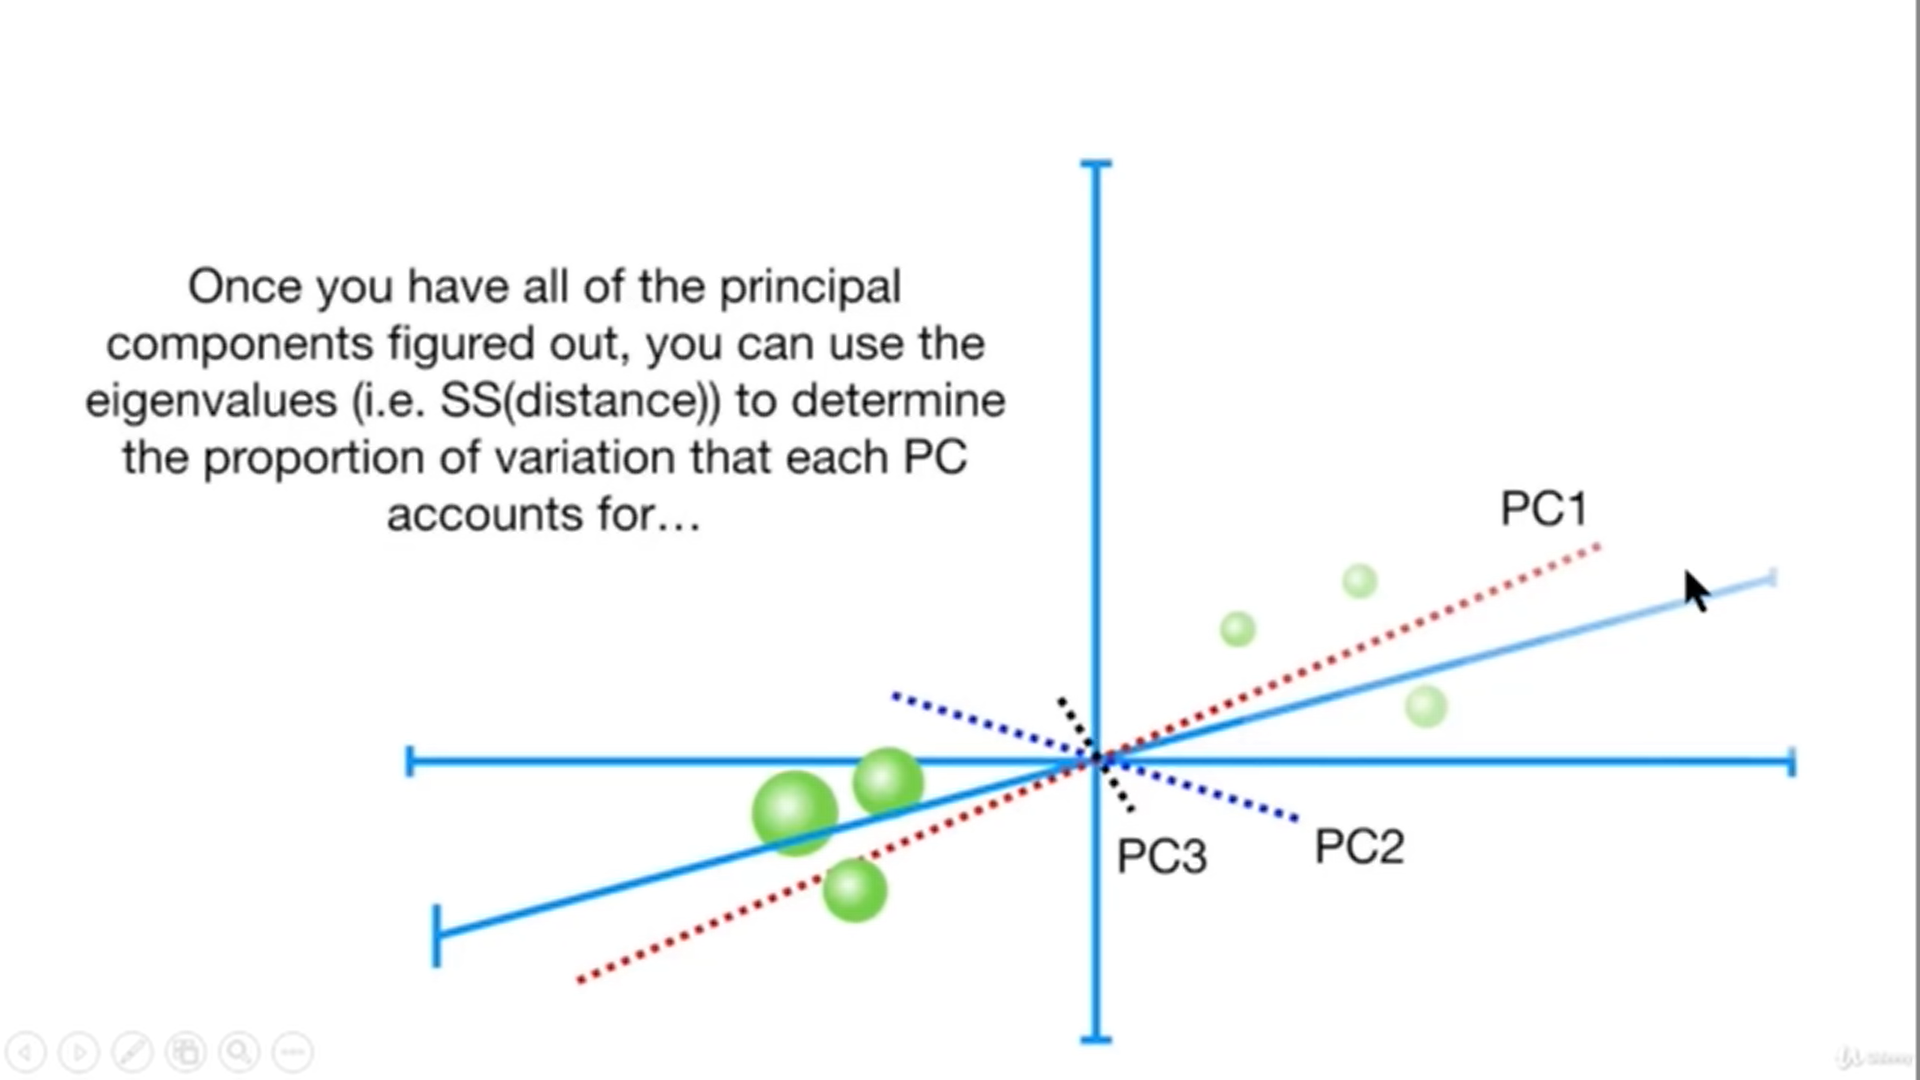 Once you have all of the principal
components figured out, you can use the
eigenvalues (i.e. SS(distance)) to determine
the proportion of variation that each PC
accounts for…
PC1
PC2
PC3